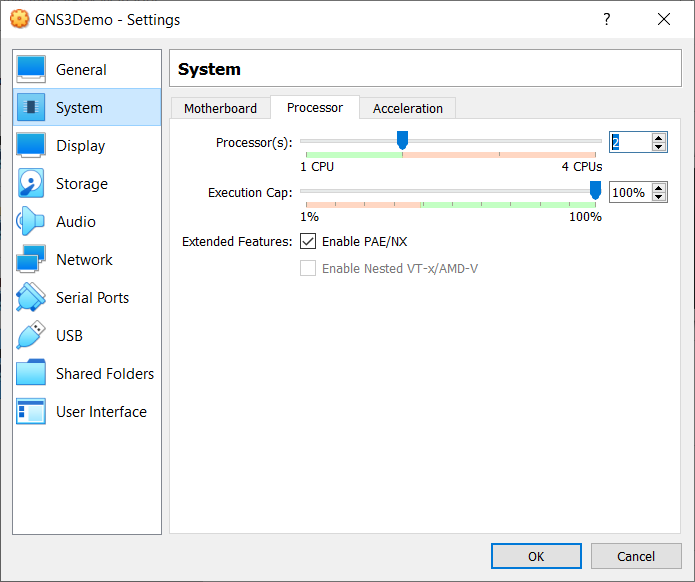 GNS3Demo - Settings
?
General
System
Display
Storage
Audio
Network
Serial Ports
USB
Shared Folders
User Interface
System
Motherboard Processor Acceleration
Processor(s): 2
1 CPU 4 CPUs
Execution Cap: 100%
1% 100%
Extended Features: Enable PAE/NX
Enable Nested VT-x/AMD-V
OK Cancel